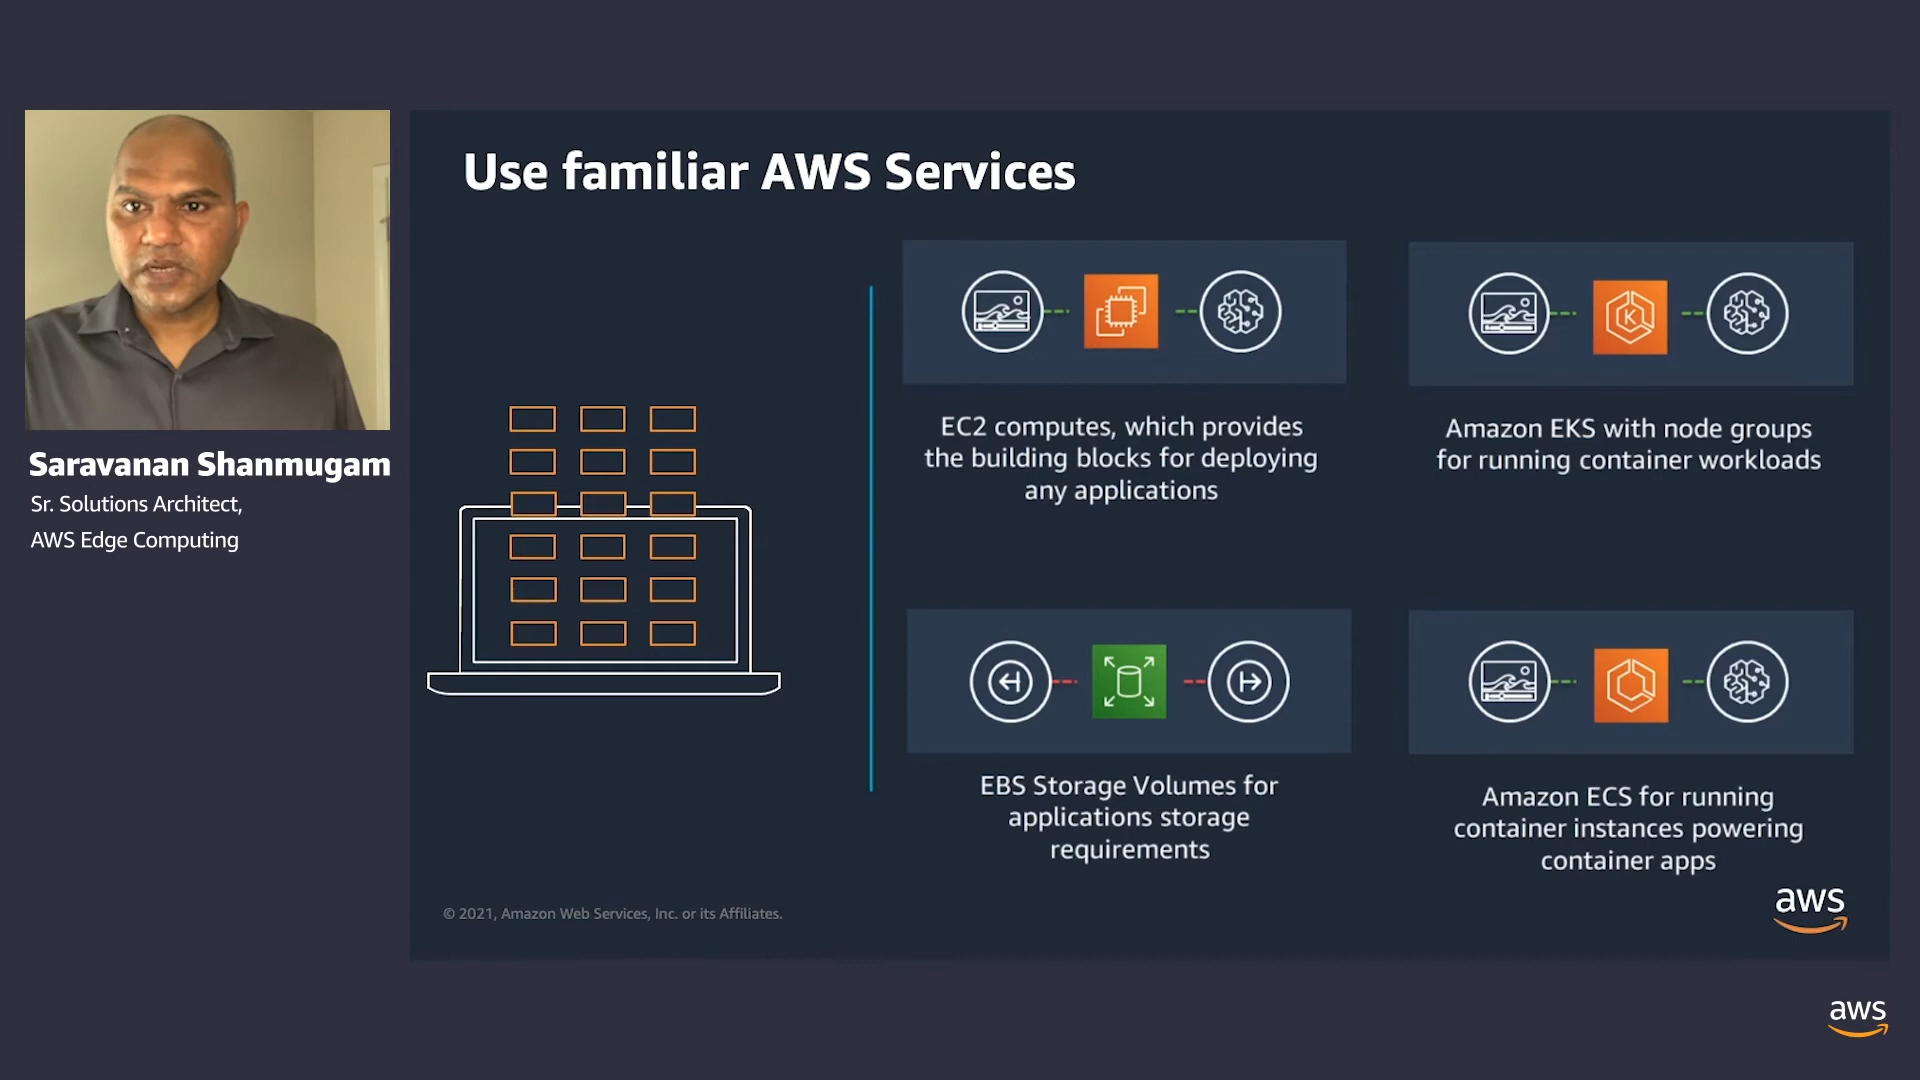 Saravanan Shanmugam
Sr. Solutions Architect,
AWS Edge Computing
Use familiar AWS Services
EC2 computes, which provides
the building blocks for deploying
any applications
K
Amazon EKS with node groups
for running container workloads
EBS Storage Volumes for
applications storage
requirements
Amazon ECS for running
container instances powering
container apps
© 2021, Amazon Web Services, Inc. or its Affiliates.
aws
aws